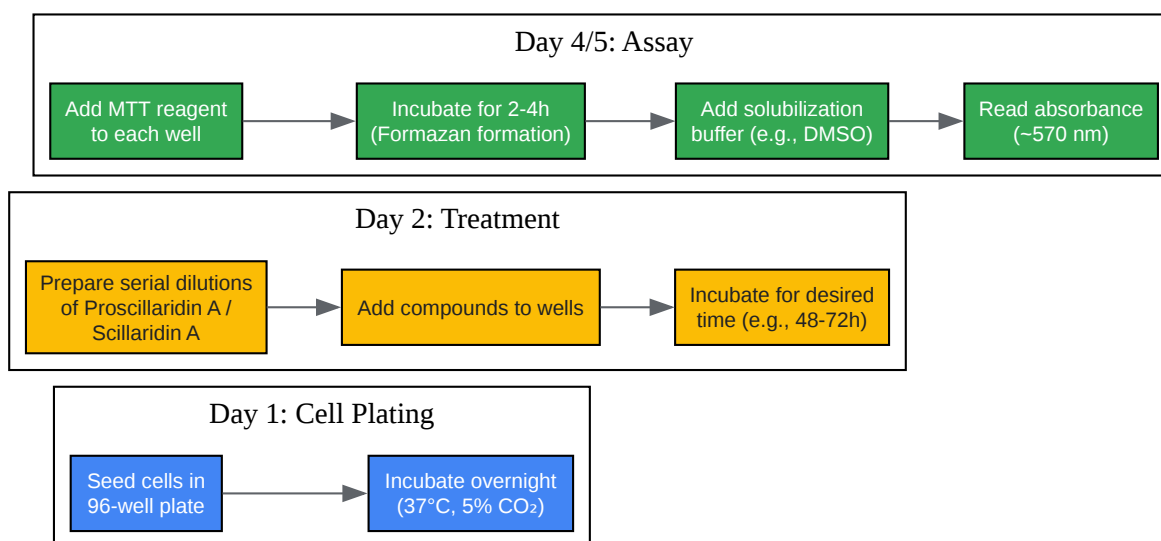 Day 4/5: Assay
Add MTT reagent
to each well
Incubate for 2-4h
(Formazan formation)
Add solubilization
buffer (e.g., DMSO)
Read absorbance
(~570 nm)
Day 2: Treatment
Prepare serial dilutions
of Proscillaridin A /
Scillaridin A
Add compounds to wells
Incubate for desired
time (e.g., 48-72h)
Day 1: Cell Plating
Seed cells in
96-well plate
Incubate overnight
(37°C, 5% CO₂)